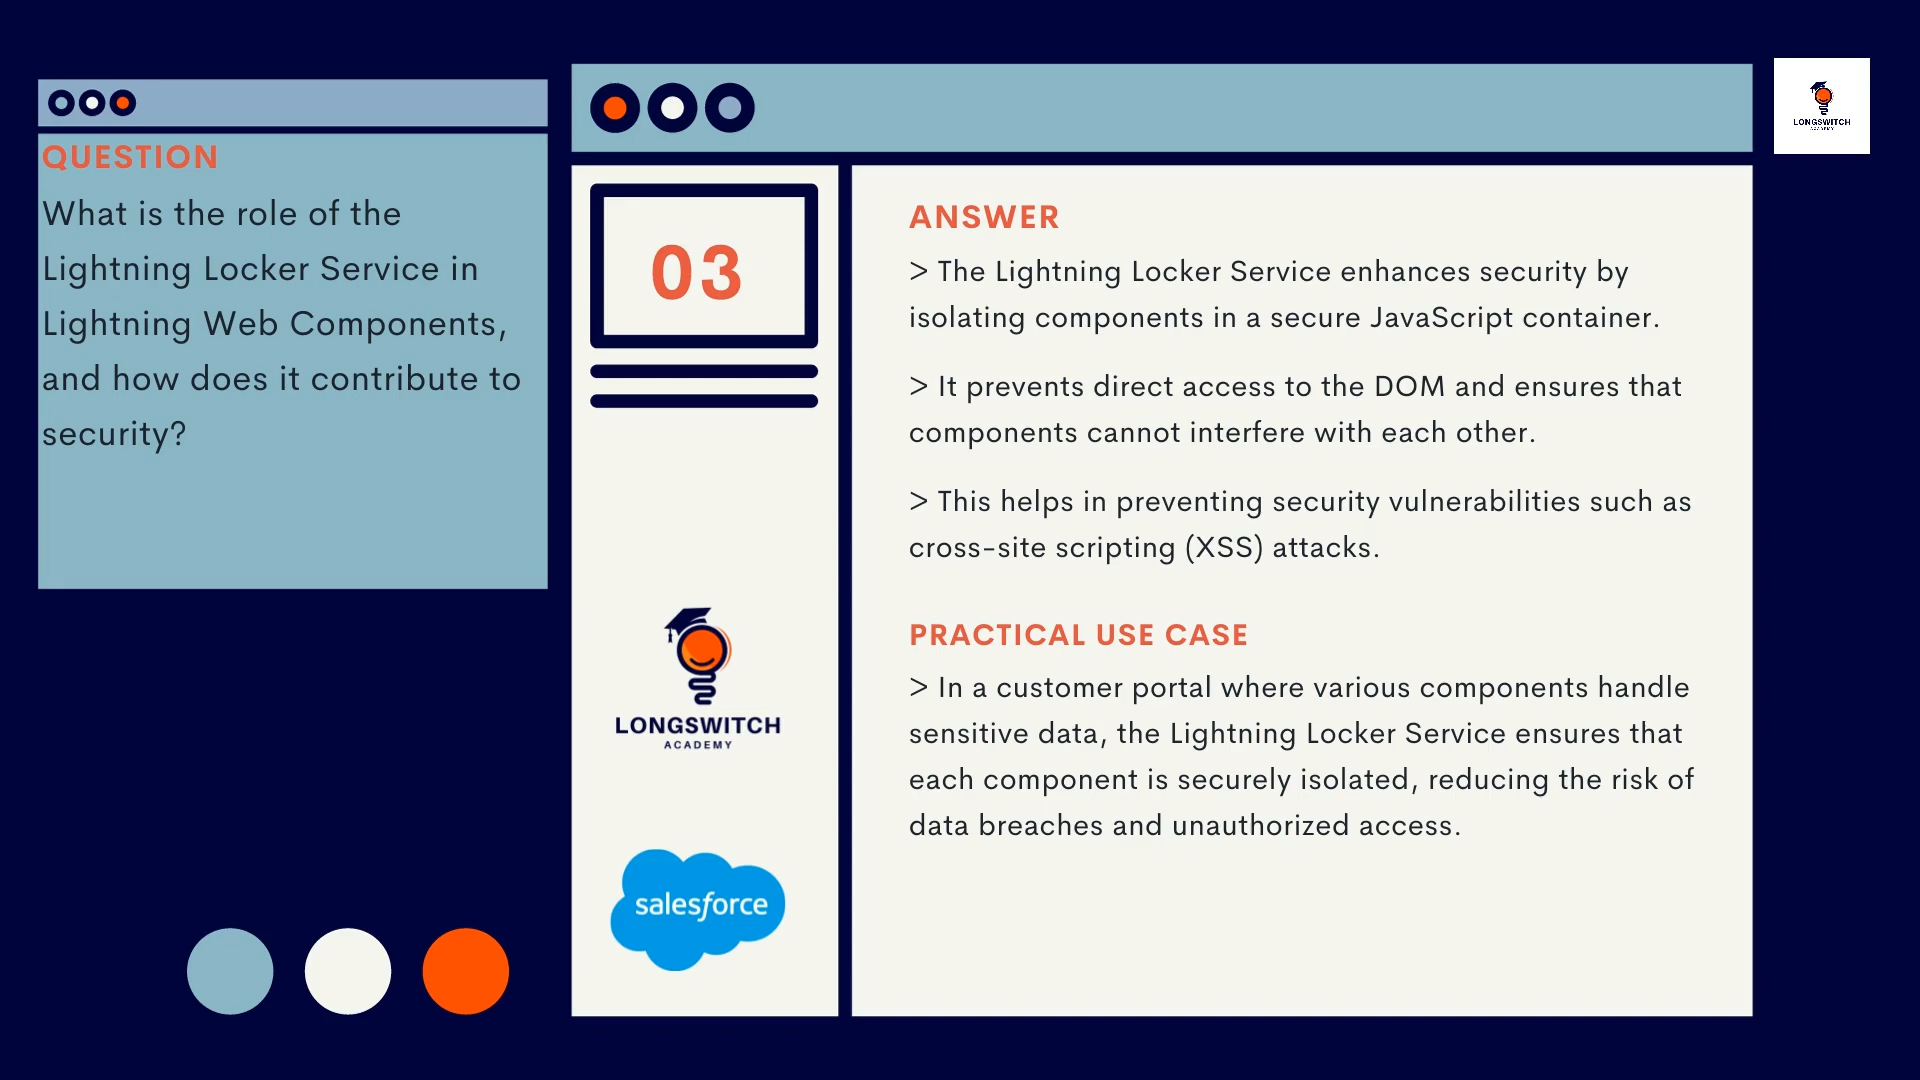 QUESTION
What is the role of the
Lightning Locker Service in
Lightning Web Components,
and how does it contribute to
security?
03
LONGSWITCH
ACADEMY
salesforce
ANSWER
> The Lightning Locker Service enhances security by
isolating components in a secure JavaScript container.
> It prevents direct access to the DOM and ensures that
components cannot interfere with each other.
> This helps in preventing security vulnerabilities such as
cross-site scripting (XSS) attacks.
PRACTICAL USE CASE
> In a customer portal where various components handle
sensitive data, the Lightning Locker Service ensures that
each component is securely isolated, reducing the risk of
data breaches and unauthorized access.
LONGSWITCH
ACADEMY